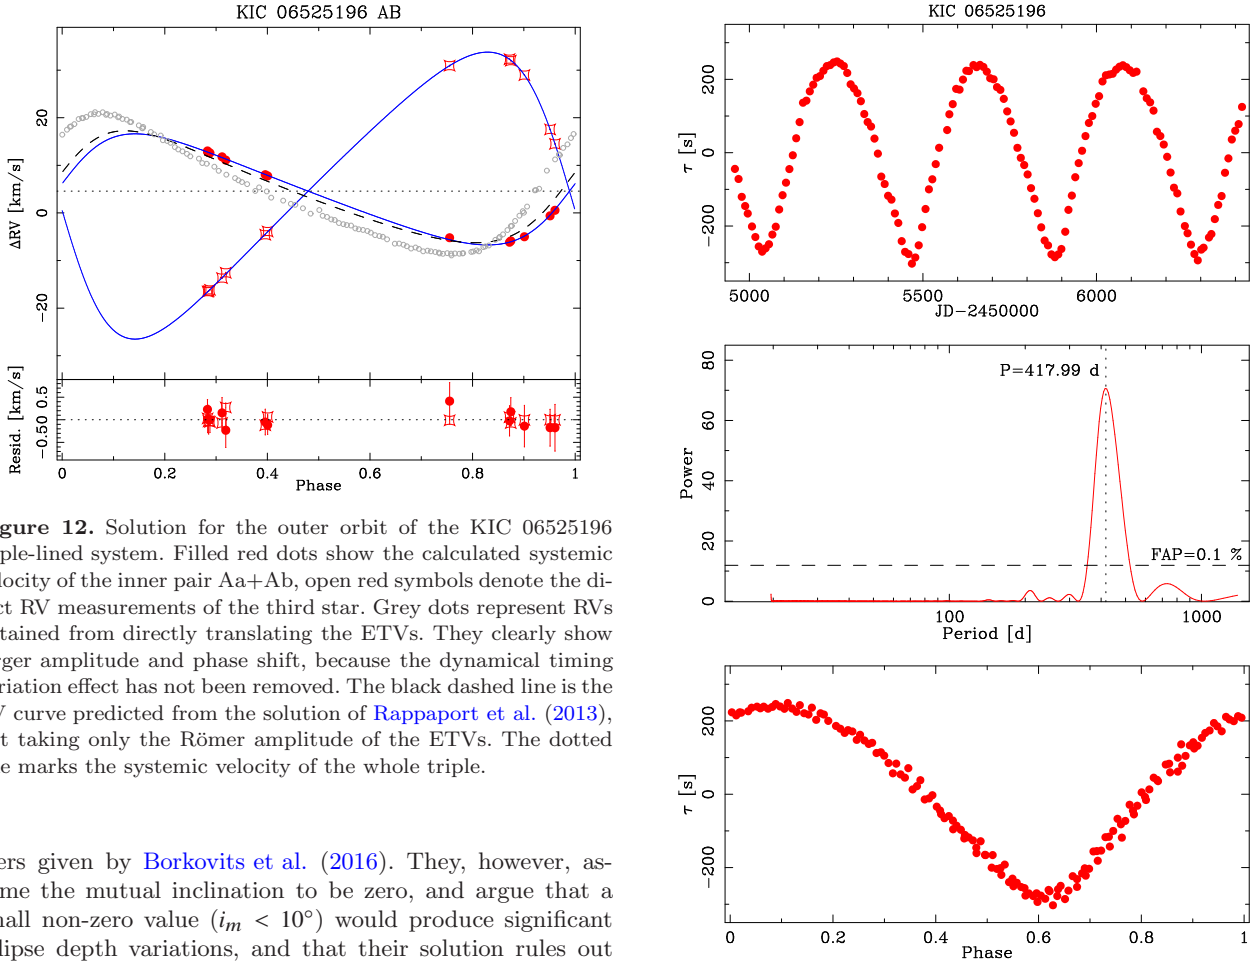 KIC 06525196 AB
20
0
−20
ΔRV [km/s]
0.5
0
−0.5
Resid. [km/s]
0 0.2 0.4 0.6 0.8 1
Phase
gure 12. Solution for the outer orbit of the KIC 06525196
ple-lined system. Filled red dots show the calculated systemic
locity of the inner pair Aa+Ab, open red symbols denote the di-
ct RV measurements of the third star. Grey dots represent RVs
tained from directly translating the ETVs. They clearly show
rger amplitude and phase shift, because the dynamical timing
riation effect has not been removed. The black dashed line is the
V curve predicted from the solution of Rappaport et al. (2013),
t taking only the Römer amplitude of the ETVs. The dotted
e marks the systemic velocity of the whole triple.
ers given by Borkovits et al. (2016). They, however, as-
me the mutual inclination to be zero, and argue that a
nall non-zero value (im < 10°) would produce significant
lipse depth variations, and that their solution rules out
KIC 06525196
200
0
−200
τ [s]
5000 5500 6000
JD−2450000
80
60
40
20
0
Power
P=417.99 d
FAP=0.1 %
100 1000
Period [d]
200
0
−200
τ [s]
0 0.2 0.4 0.6 0.8 1
Phase